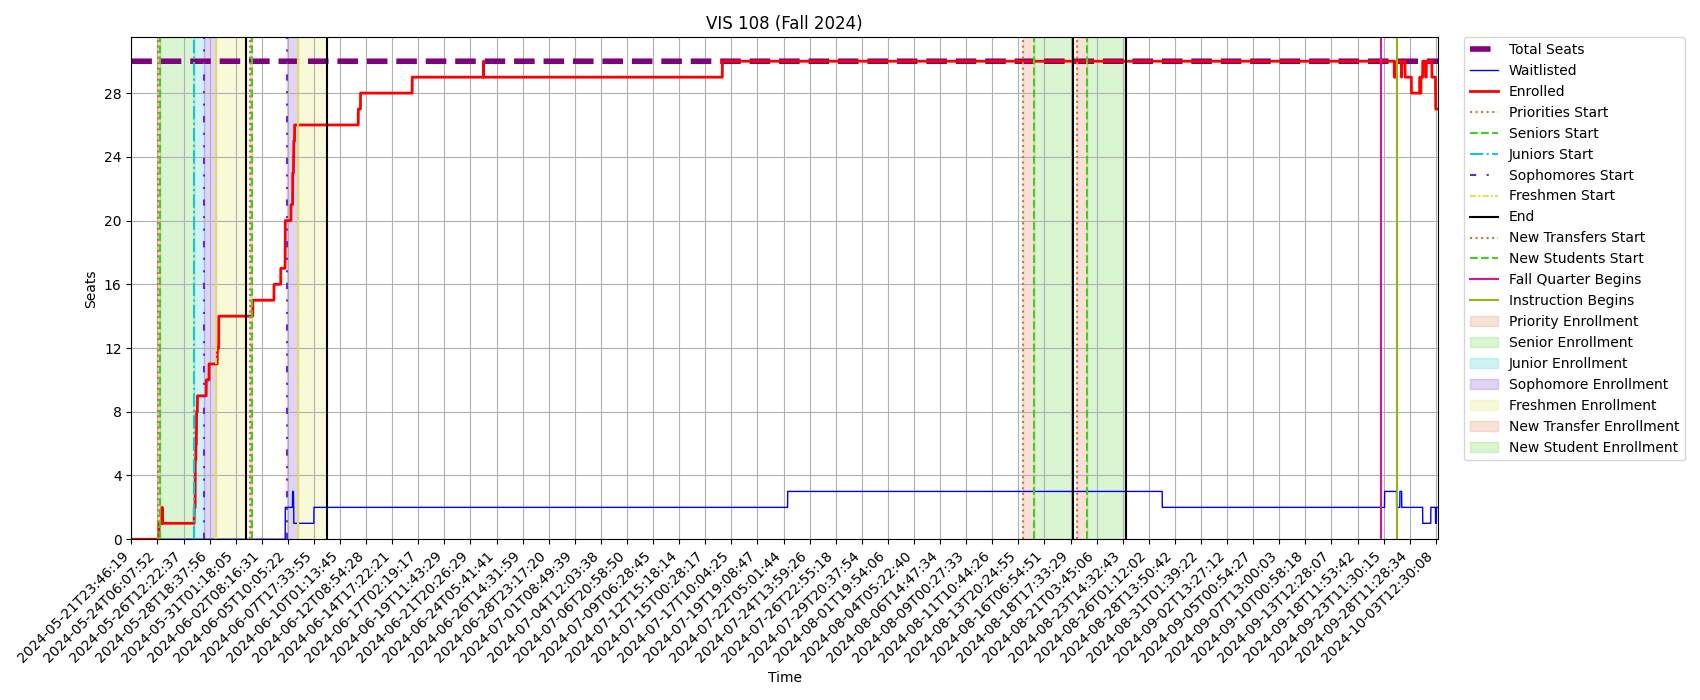 VIS 108 (Fall 2024)
Seats
28
24
20
16
12
8
4
0
2024-05-21T23:46:19
2024-05-24T06:07:52
2024-05-26T12:22:37
2024-05-28T18:37:56
2024-05-31T01:18:05
2024-06-02T08:16:31
2024-06-05T10:05:22
2024-06-07T17:33:55
2024-06-10T01:13:45
2024-06-12T08:54:28
2024-06-14T17:22:21
2024-06-17T02:19:17
2024-06-19T11:43:29
2024-06-21T20:26:29
2024-06-24T05:41:41
2024-06-26T14:31:59
2024-06-28T23:17:20
2024-07-01T08:49:39
2024-07-04T12:03:38
2024-07-06T20:58:50
2024-07-09T06:28:45
2024-07-12T15:18:14
2024-07-15T00:28:17
2024-07-17T10:04:25
2024-07-19T19:08:47
2024-07-22T05:01:44
2024-07-24T13:59:26
2024-07-26T22:55:18
2024-07-29T20:37:54
2024-08-01T19:54:06
2024-08-04T05:22:40
2024-08-06T14:47:34
2024-08-09T00:27:33
2024-08-11T10:44:26
2024-08-13T20:24:55
2024-08-16T06:54:51
2024-08-18T17:33:29
2024-08-21T03:45:06
2024-08-23T14:32:43
2024-08-26T01:12:02
2024-08-28T13:50:42
2024-08-31T01:39:22
2024-09-02T13:27:12
2024-09-05T00:54:27
2024-09-07T13:00:03
2024-09-10T00:58:18
2024-09-13T12:28:07
2024-09-18T11:53:42
2024-09-23T11:30:15
2024-09-28T11:28:34
2024-10-03T12:30:08
Time
Total Seats
Waitlisted
Enrolled
Priorities Start
Seniors Start
Juniors Start
Sophomores Start
Freshmen Start
End
New Transfers Start
New Students Start
Fall Quarter Begins
Instruction Begins
Priority Enrollment
Senior Enrollment
Junior Enrollment
Sophomore Enrollment
Freshmen Enrollment
New Transfer Enrollment
New Student Enrollment